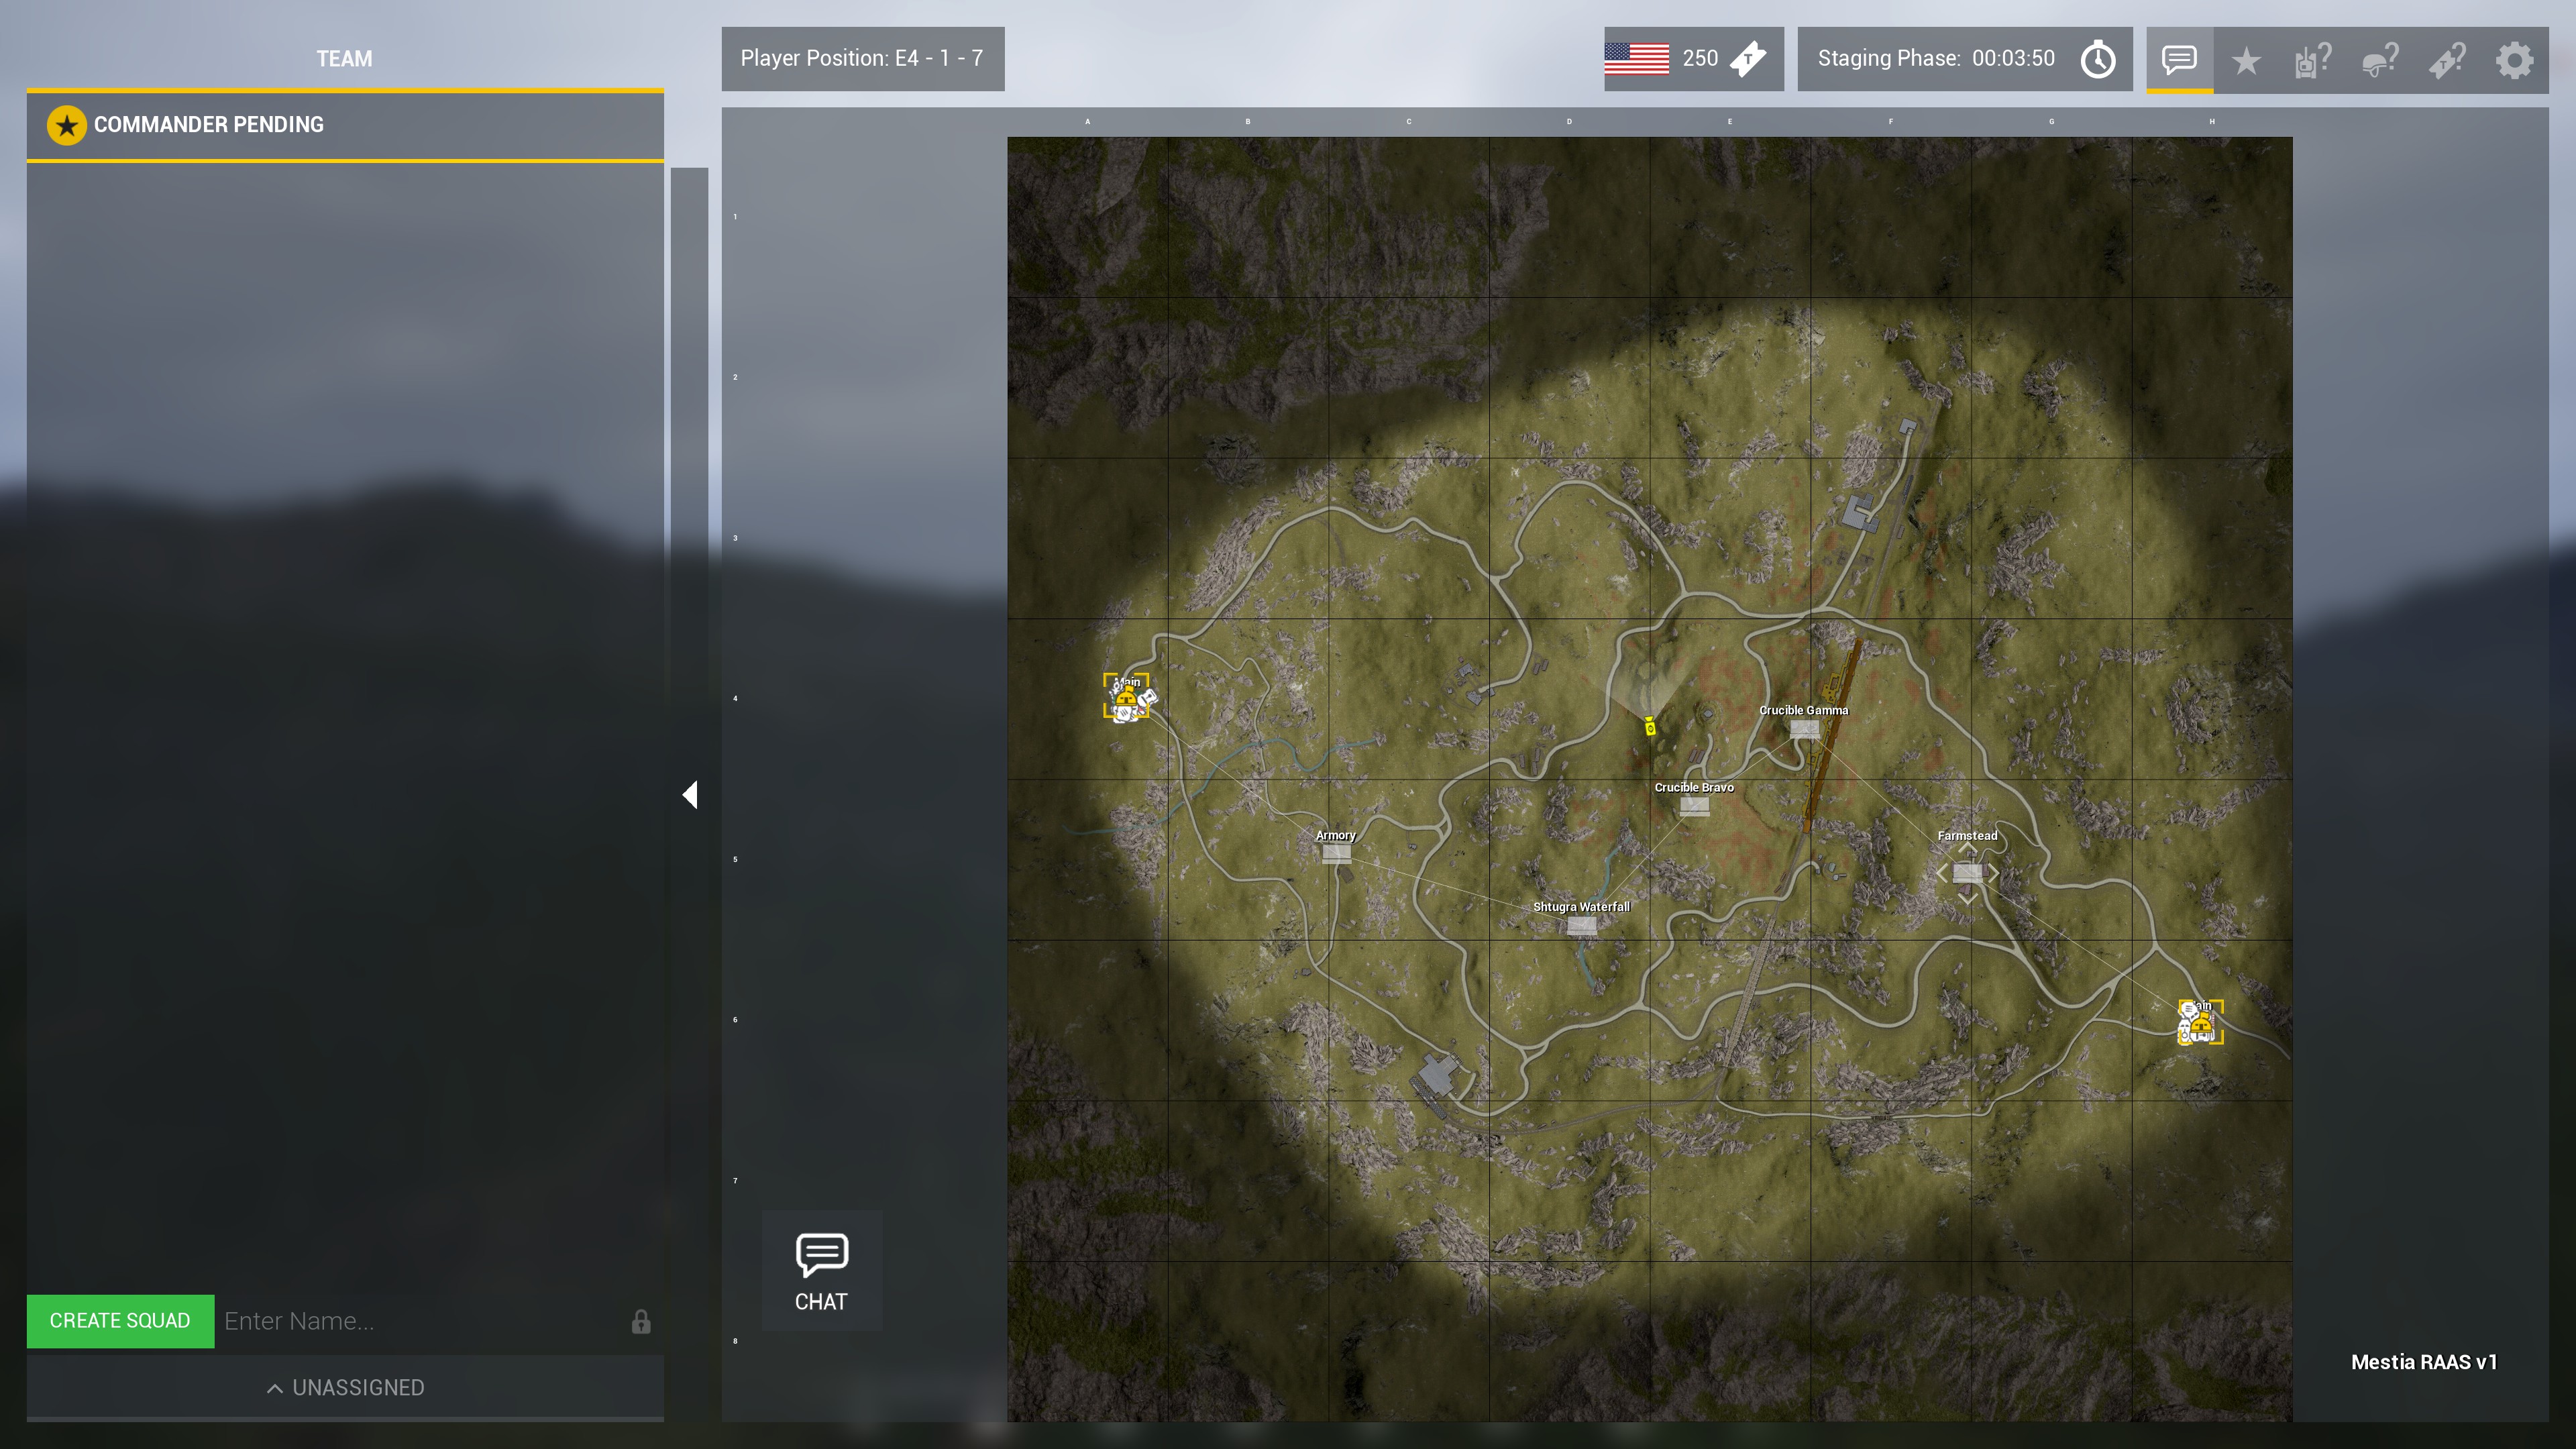 TEAM
Player Position: E4 - 1 - 7
250
Staging Phase: 00:03:50
COMMANDER PENDING
A B C D E F G H
1
2
3
4
5
6
7
8
Main
Crucible Gamma
Crucible Bravo
Armory
Farmstead
Shtugra Waterfall
CHAT
CREATE SQUAD
Enter Name...
UNASSIGNED
Mestia RAAS v1